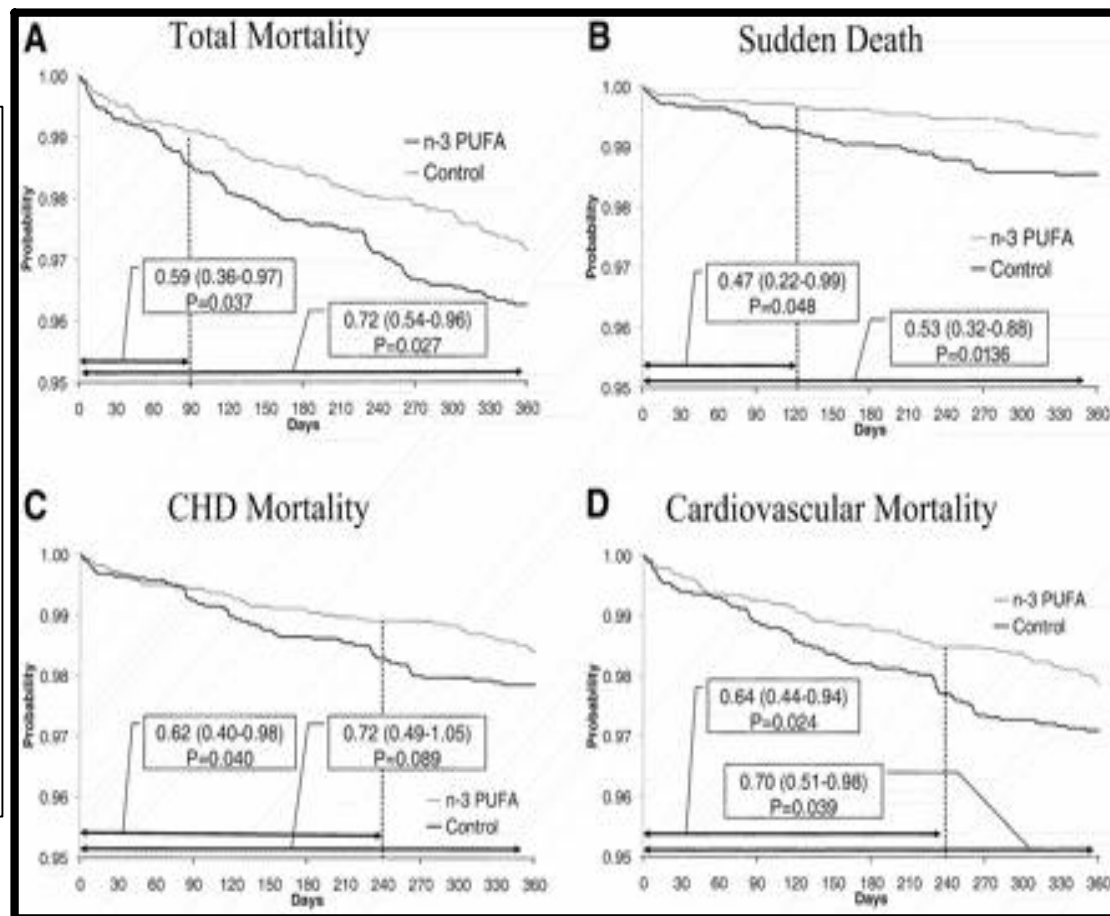 A Total Mortality
1.00
0.99
0.98
0.97
0.96
0.95
Probability
n-3 PUFA
Control
0.59 (0.36-0.97)
P=0.037
0.72 (0.54-0.96)
P=0.027
0 30 60 90 120 150 180 210 240 270 300 330 360
Days
B Sudden Death
1.00
0.99
0.98
0.97
0.96
0.95
Probability
n-3 PUFA
Control
0.47 (0.22-0.99)
P=0.048
0.53 (0.32-0.88)
P=0.0136
0 30 60 90 120 150 180 210 240 270 300 330 360
Days
C CHD Mortality
1.00
0.99
0.98
0.97
0.96
0.95
Probability
0.62 (0.40-0.98)
P=0.040
0.72 (0.49-1.05)
P=0.089
n-3 PUFA
Control
0 30 60 90 120 150 180 210 240 270 300 330 360
Days
D Cardiovascular Mortality
1.00
0.99
0.98
0.97
0.96
0.95
Probability
n-3 PUFA
Control
0.64 (0.44-0.94)
P=0.024
0.70 (0.51-0.98)
P=0.039
0 30 60 90 120 150 180 210 240 270 300 330 360
Days